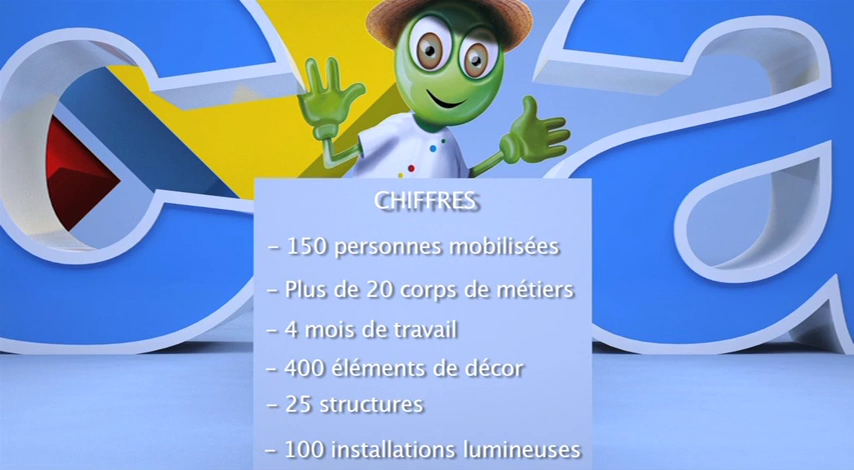 ca
CHIFFRES
- 150 personnes mobilisées
- Plus de 20 corps de métiers
- 4 mois de travail
- 400 éléments de décor
- 25 structures
- 100 installations lumineuses